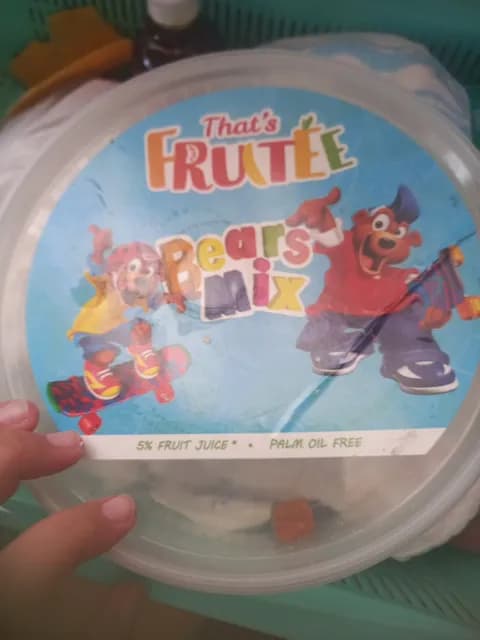 That's
FRUITÉE
Bears
Mix
5% FRUIT JUICE* • PALM OIL FREE